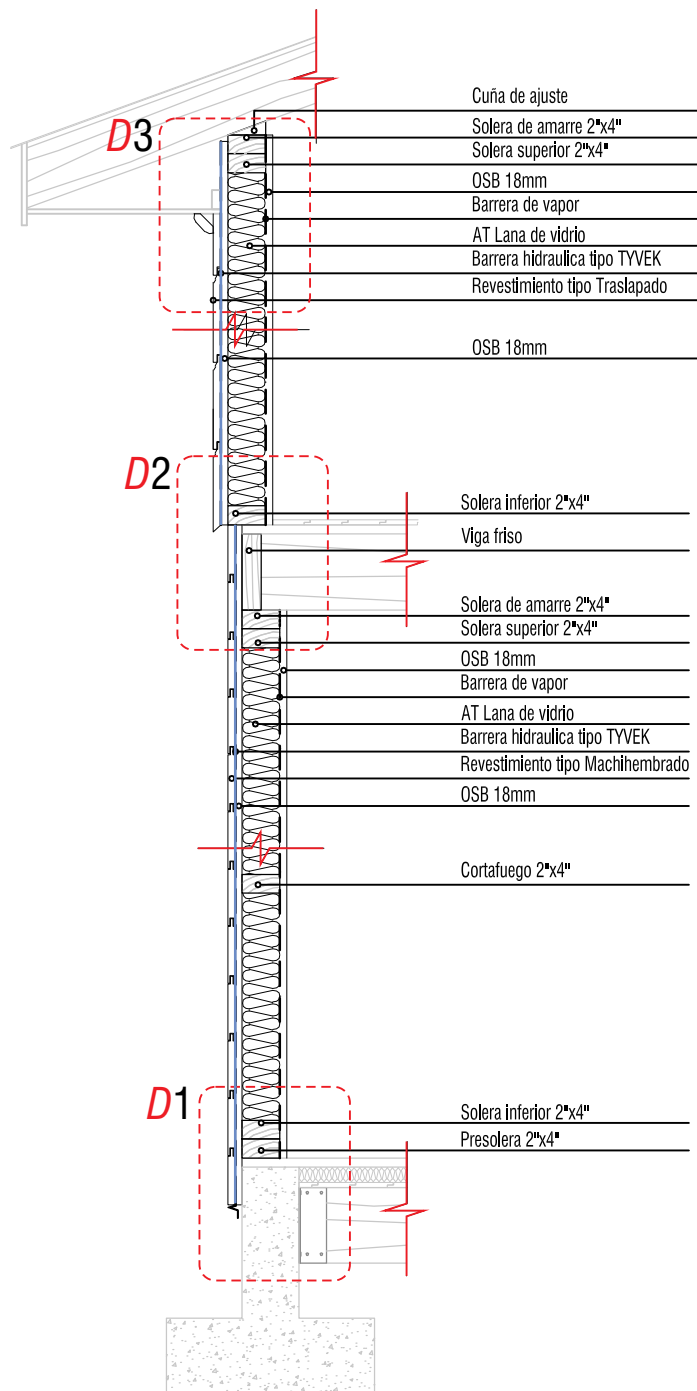 Cuña de ajuste
D3
Solera de amarre 2"x4"
Solera superior 2"x4"
OSB 18mm
Barrera de vapor
AT Lana de vidrio
Barrera hidraulica tipo TYVEK
Revestimiento tipo Traslapado
OSB 18mm
D2
Solera inferior 2"x4"
Viga friso
Solera de amarre 2"x4"
Solera superior 2"x4"
OSB 18mm
Barrera de vapor
AT Lana de vidrio
Barrera hidraulica tipo TYVEK
Revestimiento tipo Machihembrado
OSB 18mm
Cortafuego 2"x4"
D1
Solera inferior 2"x4"
Presolera 2"x4"